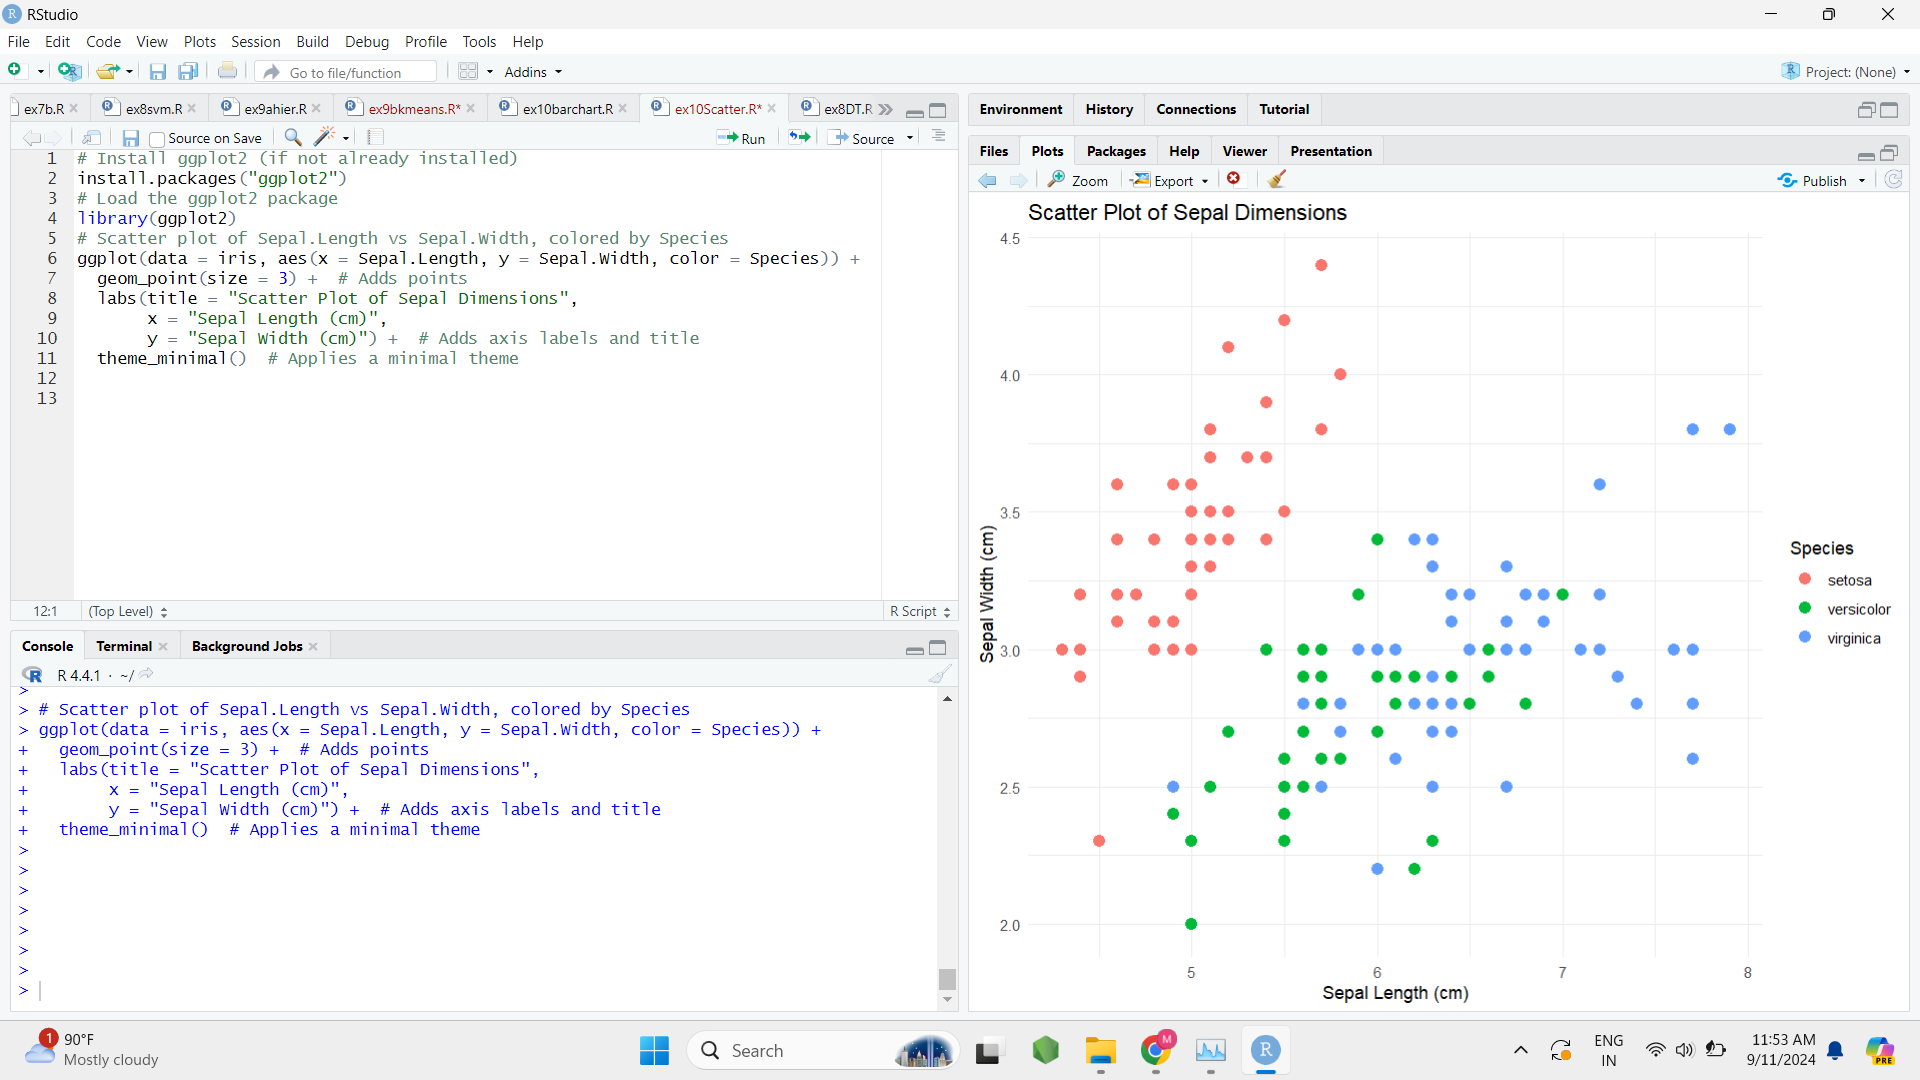 RStudio
File Edit Code View Plots Session Build Debug Profile Tools Help
Go to file/function Addins Project: (None)
ex7b.R ex8svm.R ex9ahier.R ex9bkmeans.R* ex10barchart.R ex10Scatter.R* ex8DT.R
Source on Save Run Source
1 # Install ggplot2 (if not already installed)
2 install.packages("ggplot2")
3 # Load the ggplot2 package
4 library(ggplot2)
5 # Scatter plot of Sepal.Length vs Sepal.Width, colored by Species
6 ggplot(data = iris, aes(x = Sepal.Length, y = Sepal.Width, color = Species)) +
7 geom_point(size = 3) + # Adds points
8 labs(title = "Scatter Plot of Sepal Dimensions",
9 x = "Sepal Length (cm)",
10 y = "Sepal Width (cm)") + # Adds axis labels and title
11 theme_minimal() # Applies a minimal theme
12
13
12:1 (Top Level) R Script
Console Terminal Background Jobs
R 4.4.1 · ~/
>
> # Scatter plot of Sepal.Length vs Sepal.Width, colored by Species
> ggplot(data = iris, aes(x = Sepal.Length, y = Sepal.Width, color = Species)) +
+ geom_point(size = 3) + # Adds points
+ labs(title = "Scatter Plot of Sepal Dimensions",
+ x = "Sepal Length (cm)",
+ y = "Sepal Width (cm)") + # Adds axis labels and title
+ theme_minimal() # Applies a minimal theme
>
>
>
>
>
>
>
>
Environment History Connections Tutorial
Files Plots Packages Help Viewer Presentation
Zoom Export Publish
Scatter Plot of Sepal Dimensions
4.5
4.0
3.5
3.0
2.5
2.0
Sepal Width (cm)
5 6 7 8
Sepal Length (cm)
Species
setosa
versicolor
virginica
1
90°F
Mostly cloudy
Search
M
R
PRE
ENG
IN
11:53 AM
9/11/2024